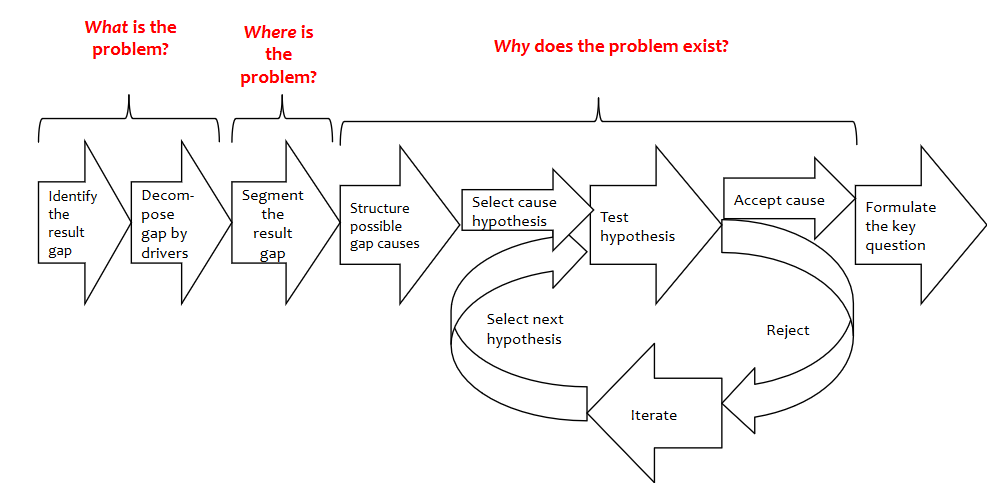 What is the
problem?
Where is
the
problem?
Why does the problem exist?
Identify
the
result
gap
Decom-
pose
gap by
drivers
Segment
the
result
gap
Structure
possible
gap causes
Select cause
hypothesis
Test
hypothesis
Accept cause
Formulate
the key
question
Select next
hypothesis
Reject
Iterate